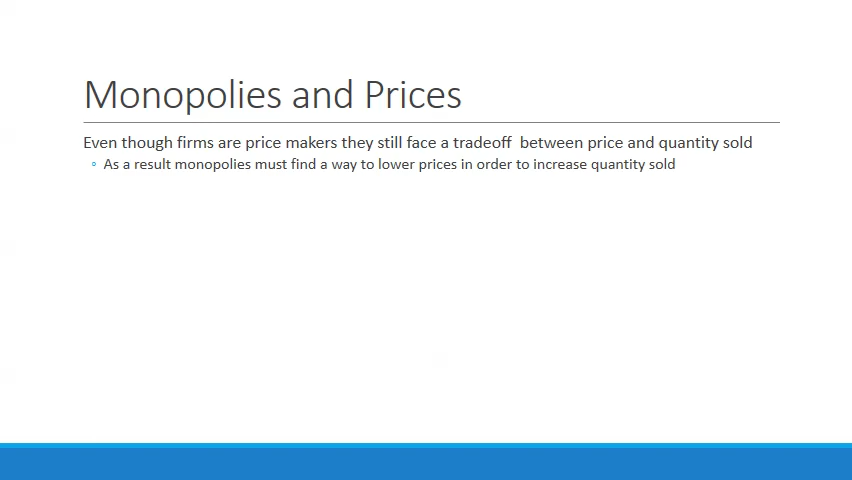 Monopolies and Prices
Even though firms are price makers they still face a tradeoff  between price and quantity sold
◦ As a result monopolies must find a way to lower prices in order to increase quantity sold